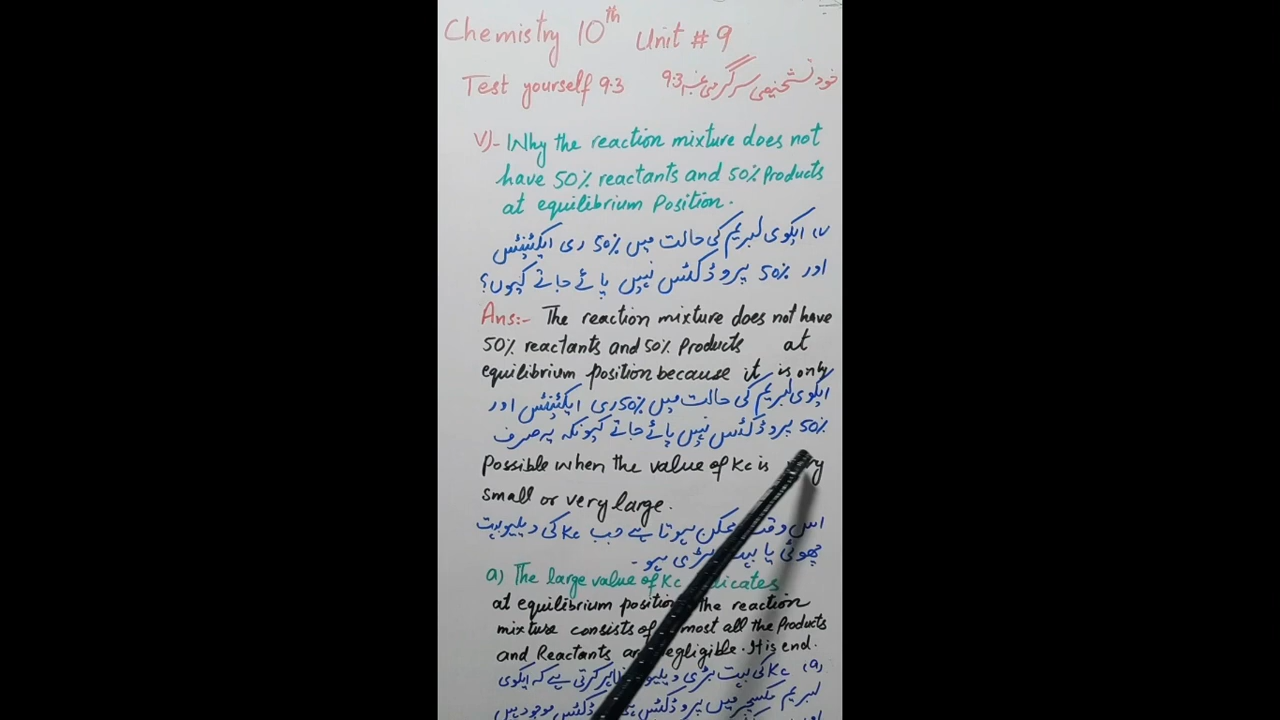 Chemistry 10th Unit # 9
Test yourself 9.3 خود تشخیصی سرگرمی نمبر 9.3
V)- Why the reaction mixture does not
have 50% reactants and 50% Products
at equilibrium Position.
(v ایکوی لبریم کی حالت میں 50% ری ایکٹینٹس
اور 50% پروڈکٹس نہیں پائے جاتے کیوں؟
Ans:- The reaction mixture does not have
50% reactants and 50% Products at
equilibrium position because it is only
ایکوی لبریم کی حالت میں 50% ری ایکٹینٹس اور
50% پروڈکٹس نہیں پائے جاتے کیونکہ یہ صرف
Possible when the value of Kc is
small or very large.
اس وقت ممکن ہوتا ہے جب Kc کی ویلیو بہت
چھوٹی یا بہت بڑی ہو۔
a) The large value of Kc
at equilibrium position the reaction
mixture consists of most all the Products
and Reactants are negligible. It is end.
(a) Kc کی بہت بڑی ویلیو ظاہر کرتی ہے کہ ایکوی
لبریم مکسچر میں پروڈکٹس ہی پروڈکٹس موجود ہیں